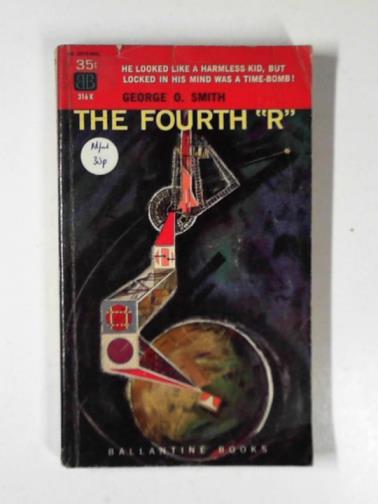 35¢
BB
316K
HE LOOKED LIKE A HARMLESS KID, BUT
LOCKED IN HIS MIND WAS A TIME-BOMB!
GEORGE O. SMITH
THE FOURTH "R"
30p
BALLANTINE BOOKS